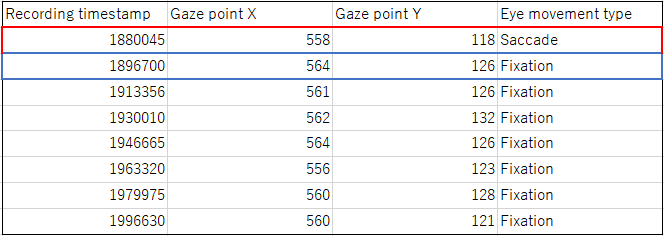 Recording timestamp Gaze point X Gaze point Y Eye movement type
1880045 558 118 Saccade
1896700 564 126 Fixation
1913356 561 126 Fixation
1930010 562 132 Fixation
1946665 564 126 Fixation
1963320 556 123 Fixation
1979975 560 128 Fixation
1996630 560 121 Fixation